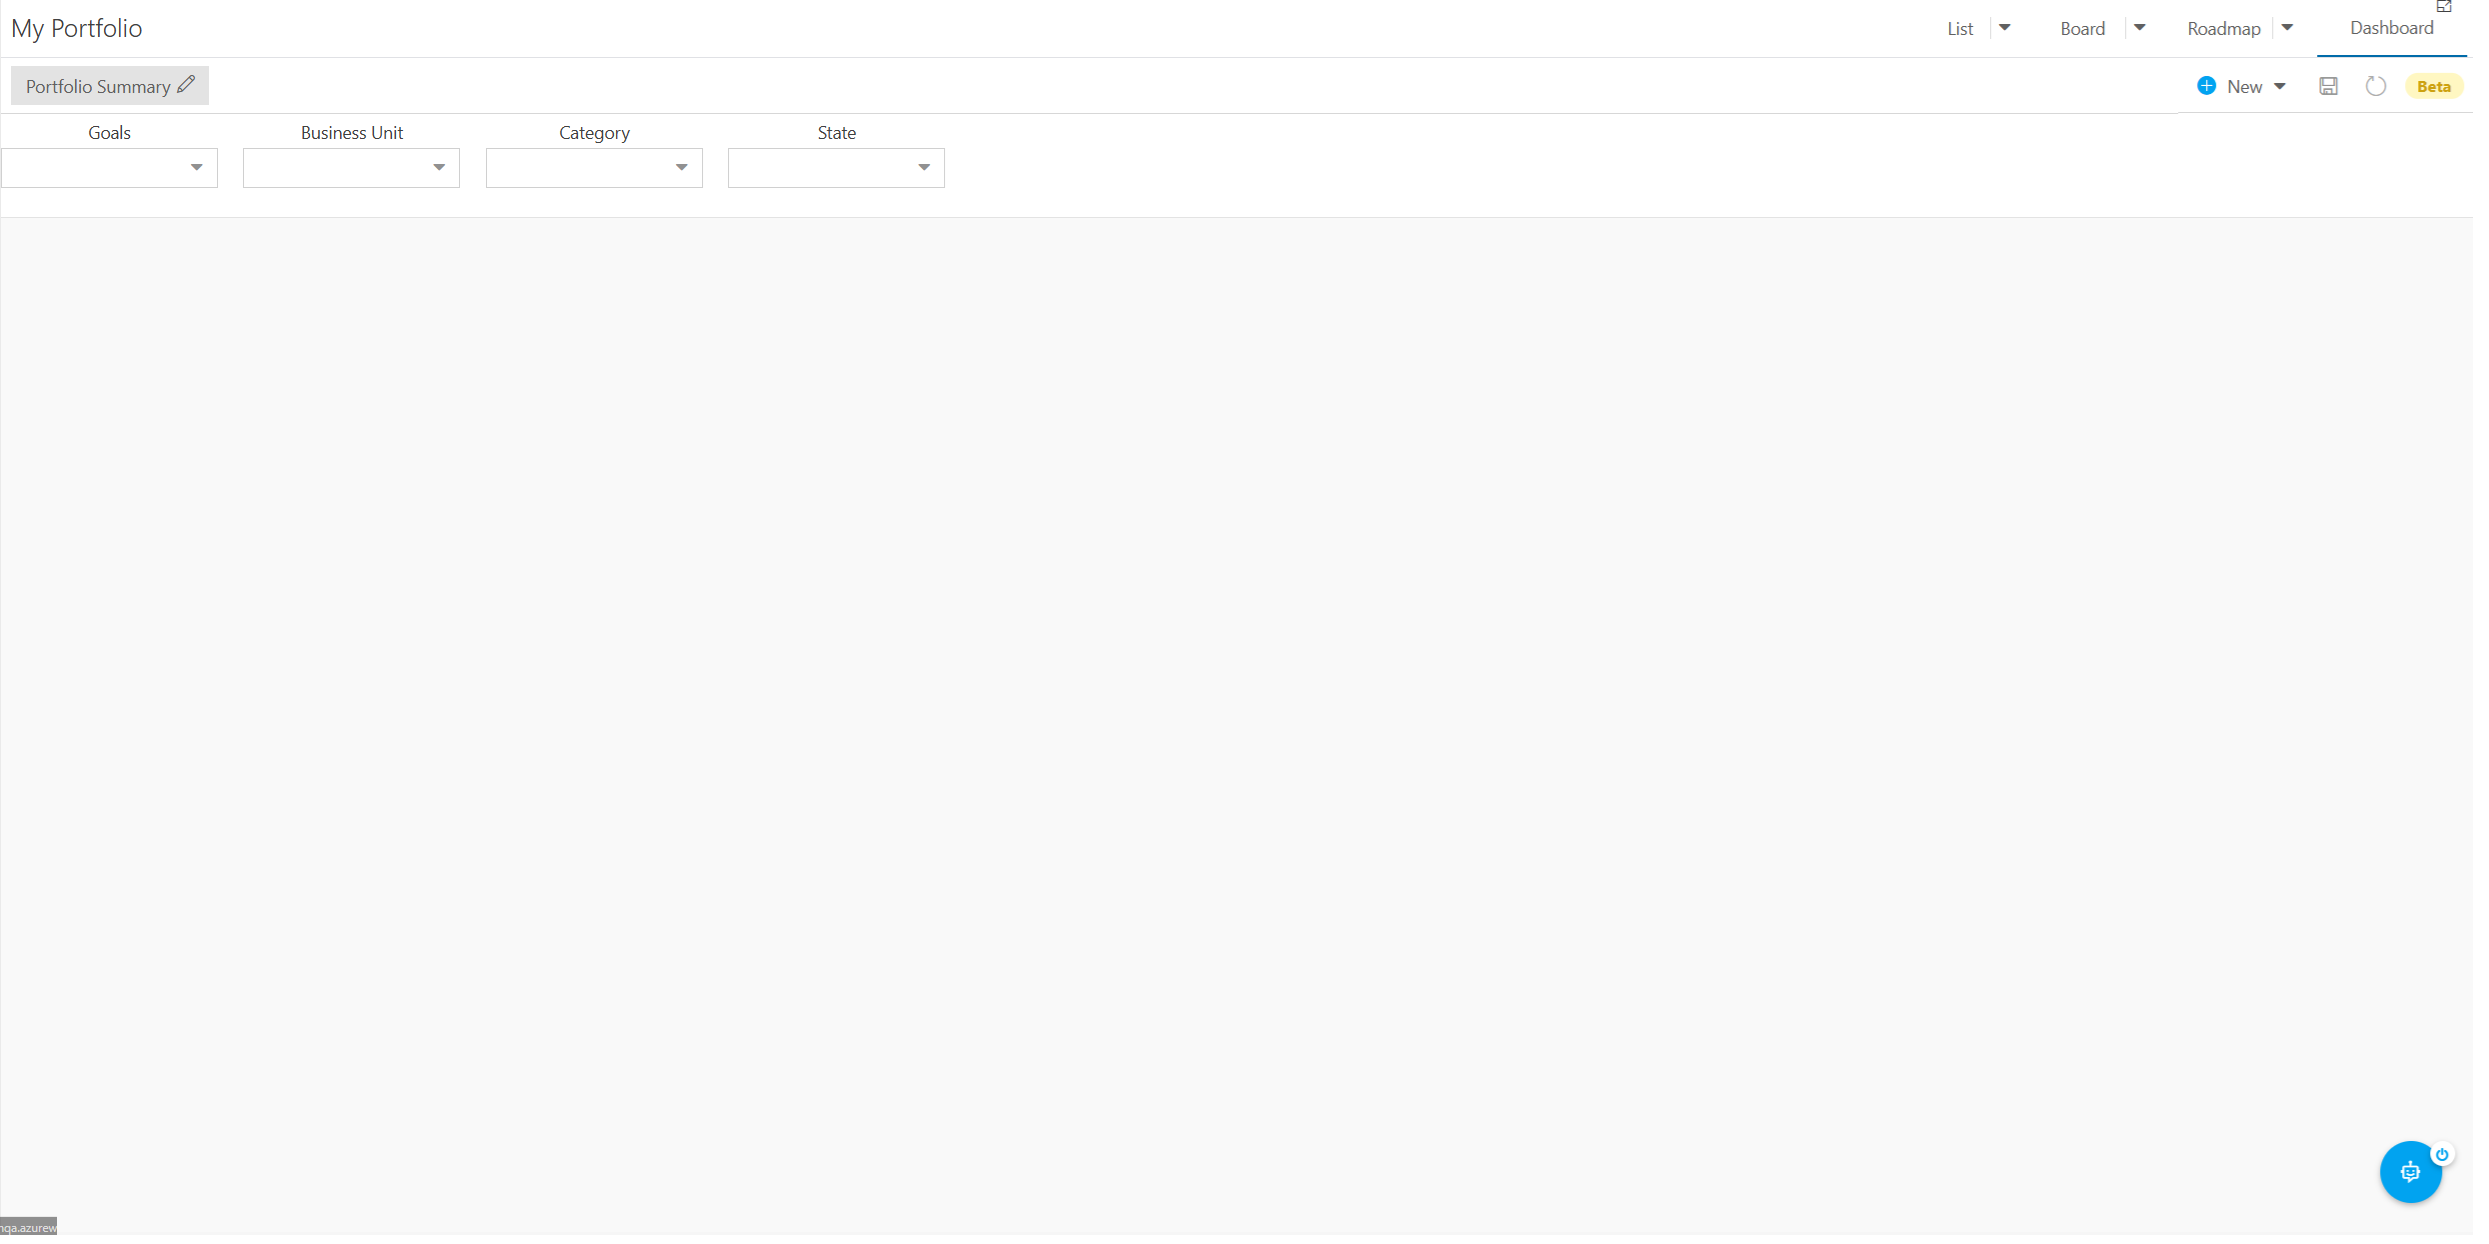 My Portfolio
List
Board
Roadmap
Dashboard
Portfolio Summary
New
Beta
Goals
Business Unit
Category
State
nqa.azurew